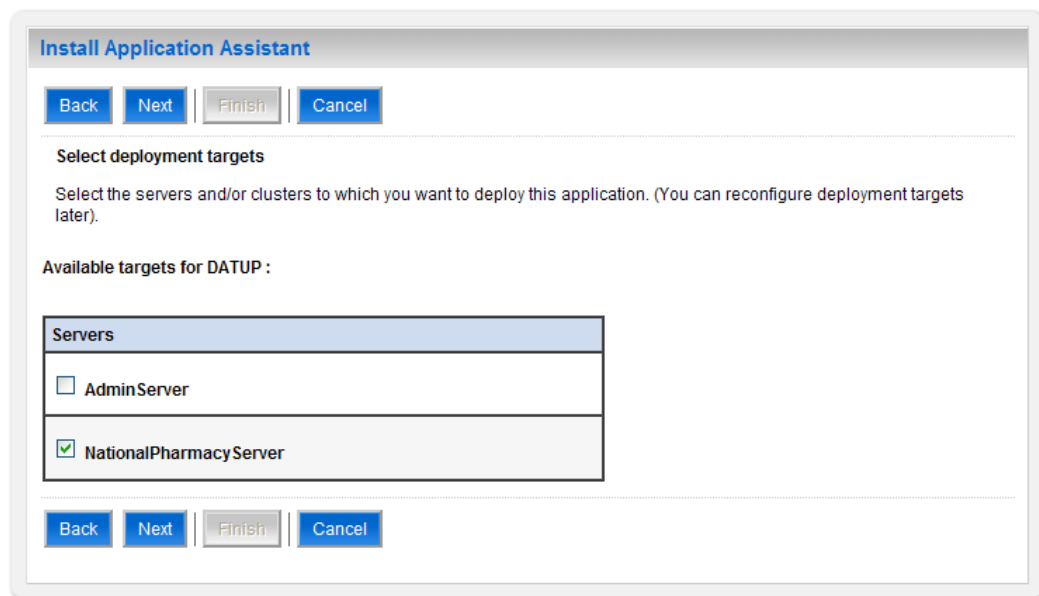 Install Application Assistant
Back Next Finish Cancel
Select deployment targets
Select the servers and/or clusters to which you want to deploy this application. (You can reconfigure deployment targets
later).
Available targets for DATUP :
Servers
AdminServer
NationalPharmacyServer
Back Next Finish Cancel